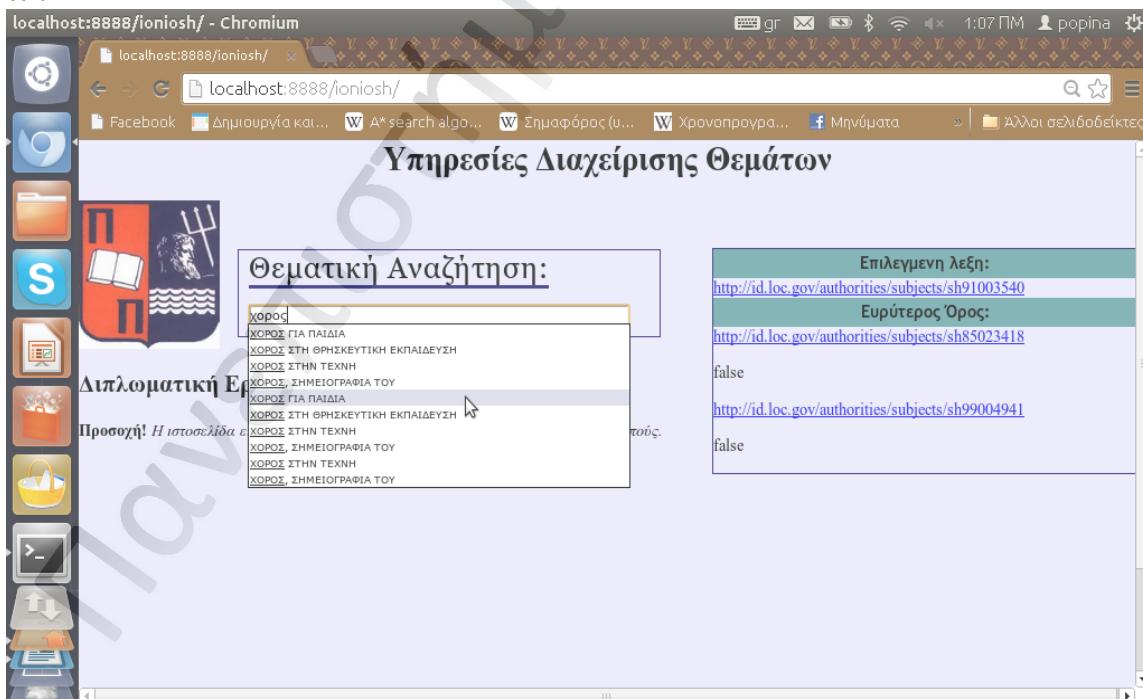 localhost:8888/ioniosh/ - Chromium
gr
1:07 ΠΜ
popina
localhost:8888/ioniosh/
localhost:8888/ioniosh/
Facebook
Δημιουργία και...
A* search algo...
Σημαφόρος (υ...
Χρονοπρογρα...
Μηνύματα
»
Άλλοι σελιδοδείκτες
Υπηρεσίες Διαχείρισης Θεμάτων
Π
Π
Θεματική Αναζήτηση:
χορος
ΧΟΡΟΣ ΓΙΑ ΠΑΙΔΙΑ
ΧΟΡΟΣ ΣΤΗ ΘΡΗΣΚΕΥΤΙΚΗ ΕΚΠΑΙΔΕΥΣΗ
ΧΟΡΟΣ ΣΤΗΝ ΤΕΧΝΗ
ΧΟΡΟΣ, ΣΗΜΕΙΟΓΡΑΦΙΑ ΤΟΥ
ΧΟΡΟΣ ΓΙΑ ΠΑΙΔΙΑ
ΧΟΡΟΣ ΣΤΗ ΘΡΗΣΚΕΥΤΙΚΗ ΕΚΠΑΙΔΕΥΣΗ
ΧΟΡΟΣ ΣΤΗΝ ΤΕΧΝΗ
ΧΟΡΟΣ, ΣΗΜΕΙΟΓΡΑΦΙΑ ΤΟΥ
ΧΟΡΟΣ ΣΤΗΝ ΤΕΧΝΗ
ΧΟΡΟΣ, ΣΗΜΕΙΟΓΡΑΦΙΑ ΤΟΥ
Διπλωματική
Προσοχή! Η ιστοσελίδα
Επιλεγμενη λεξη:
http://id.loc.gov/authorities/subjects/sh91003540
Ευρύτερος Όρος:
http://id.loc.gov/authorities/subjects/sh85023418
false
http://id.loc.gov/authorities/subjects/sh99004941
false
Πανεπιστήμ